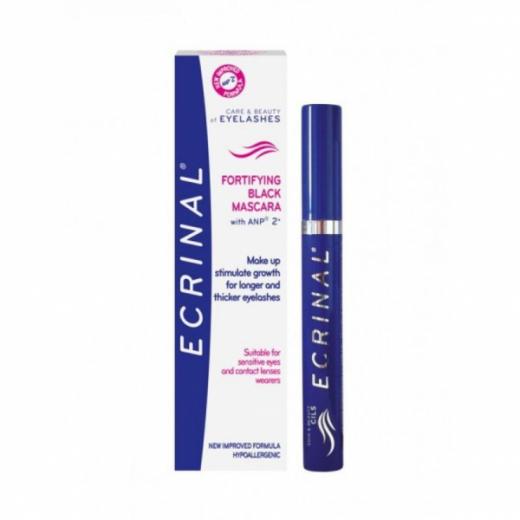 NEW IMPROVED
ANP 2
FORMULA
CARE & BEAUTY
of EYELASHES
ECRINAL®
FORTIFYING
BLACK
MASCARA
with ANP® 2+
Make up
stimulate growth
for longer and
thicker eyelashes
Suitable for
sensitive eyes
and contact lenses
wearers
NEW IMPROVED FORMULA
HYPOALLERGENIC
ECRINAL®
SOIN & BEAUTÉ
CILS